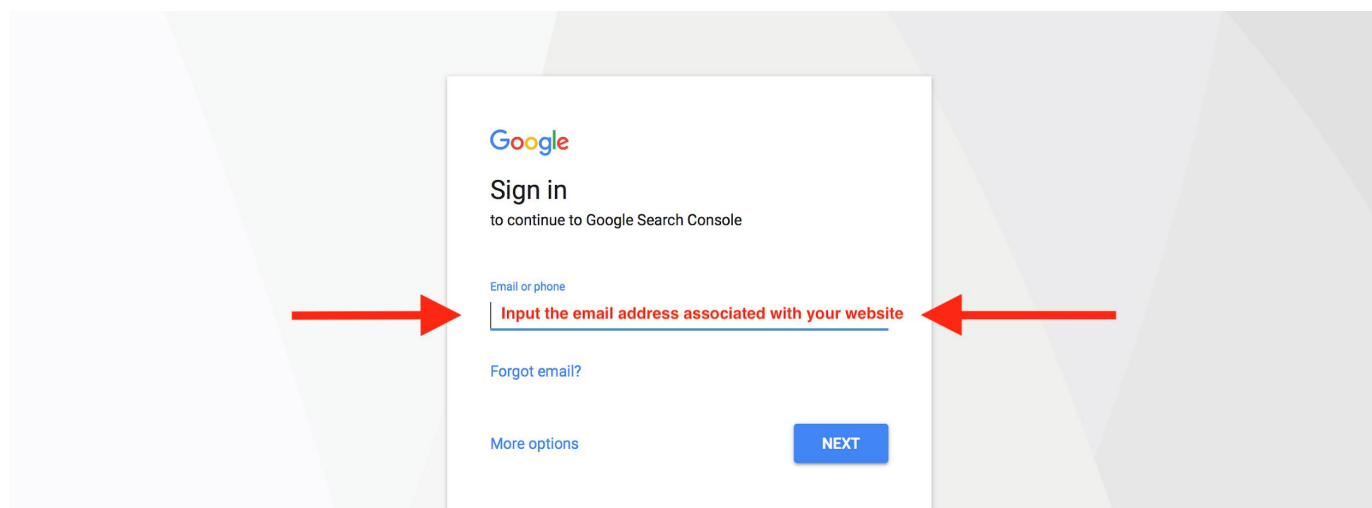 Google
Sign in
to continue to Google Search Console
Email or phone
Input the email address associated with your website
Forgot email?
More options
NEXT